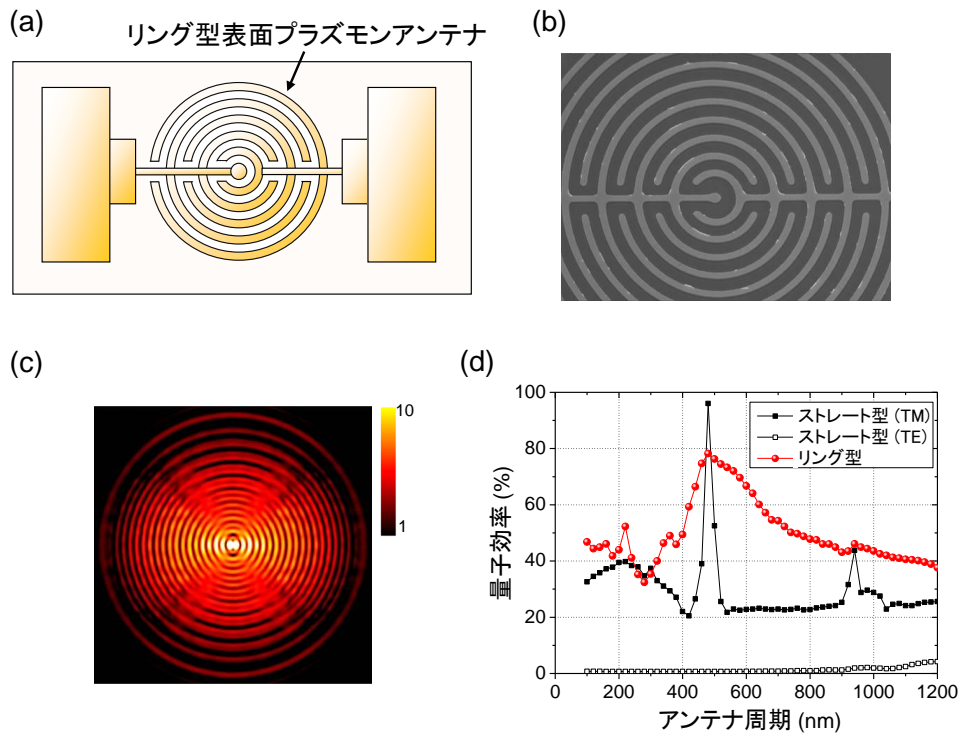 (a)
リング型表面プラズモンアンテナ
(b)
(c)
10
1
(d)
100
80
60
40
20
0
量子効率 (%)
ストレート型 (TM)
ストレート型 (TE)
リング型
0 200 400 600 800 1000 1200
アンテナ周期 (nm)